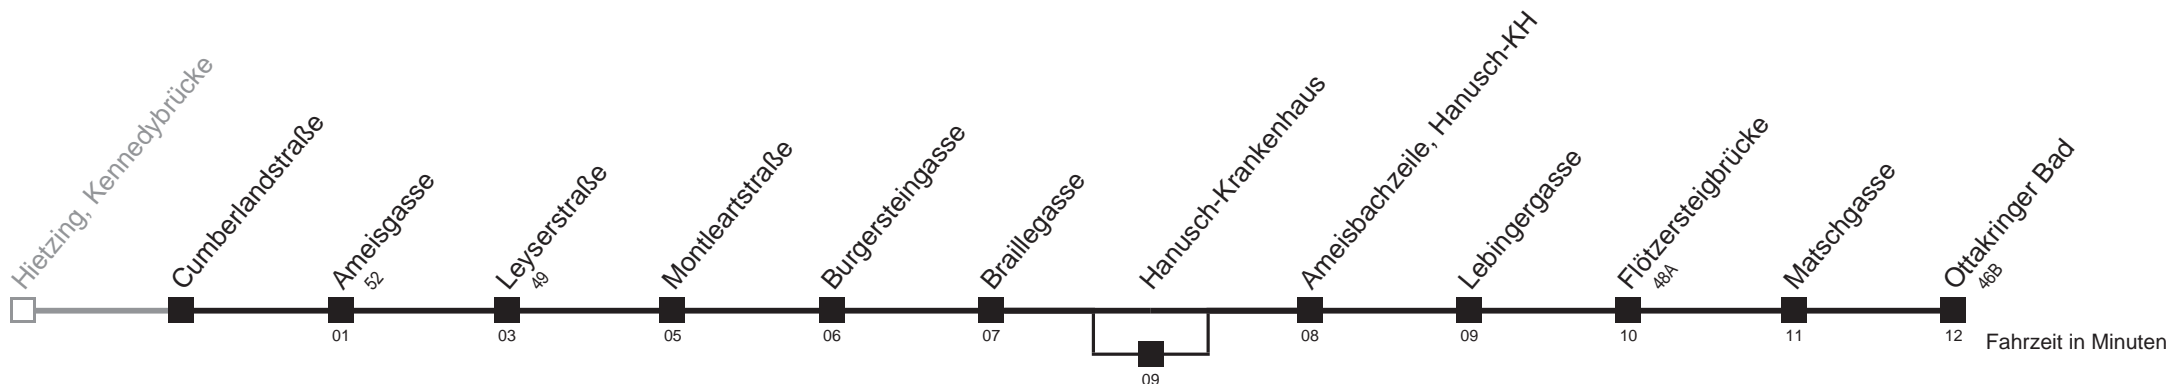 Hietzing, Kennedybrücke
Cumberlandstraße
Ameisgasse
52
Leyserstraße
49
Montleartstraße
Burgersteingasse
Braillegasse
Hanusch-Krankenhaus
Ameisbachzeile, Hanusch-KH
Lebingergasse
Flötzersteigbrücke
48A
Matschgasse
Ottakringer Bad
46B
01
03
05
06
07
08
09
10
11
12
Fahrzeit in Minuten
09